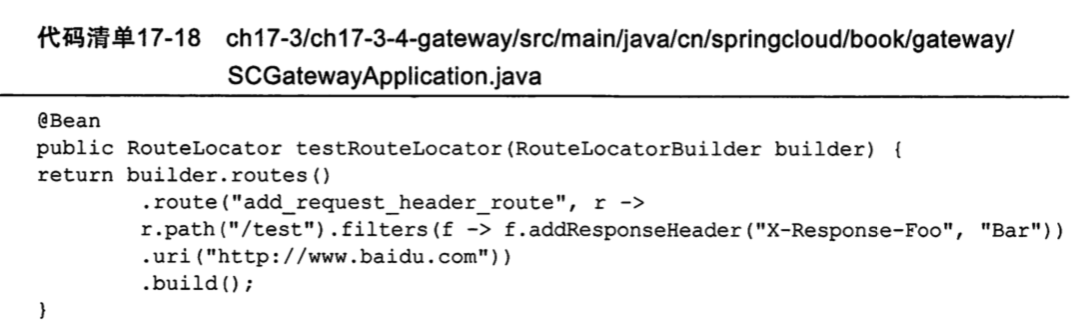 代码清单17-18 ch17-3/ch17-3-4-gateway/src/main/java/cn/springcloud/book/gateway/
SCGatewayApplication.java
@Bean
public RouteLocator testRouteLocator(RouteLocatorBuilder builder) {
return builder.routes()
        .route("add_request_header_route", r ->
        r.path("/test").filters(f -> f.addResponseHeader("X-Response-Foo", "Bar"))
        .uri("http://www.baidu.com"))
        .build();
}